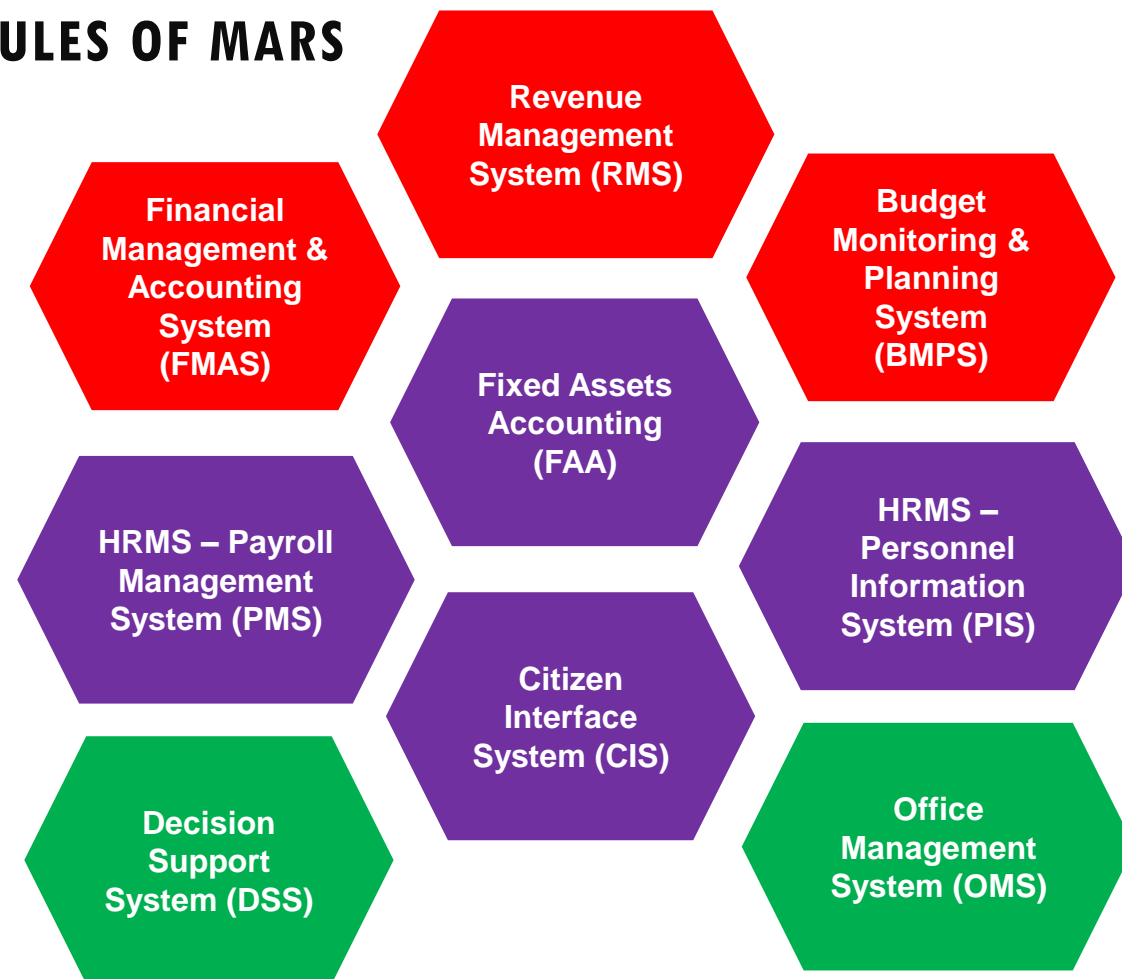 ULES OF MARS
Revenue
Management
System (RMS)
Financial
Management &
Accounting
System
(FMAS)
Budget
Monitoring &
Planning
System
(BMPS)
Fixed Assets
Accounting
(FAA)
HRMS – Payroll
Management
System (PMS)
HRMS –
Personnel
Information
System (PIS)
Citizen
Interface
System (CIS)
Decision
Support
System (DSS)
Office
Management
System (OMS)